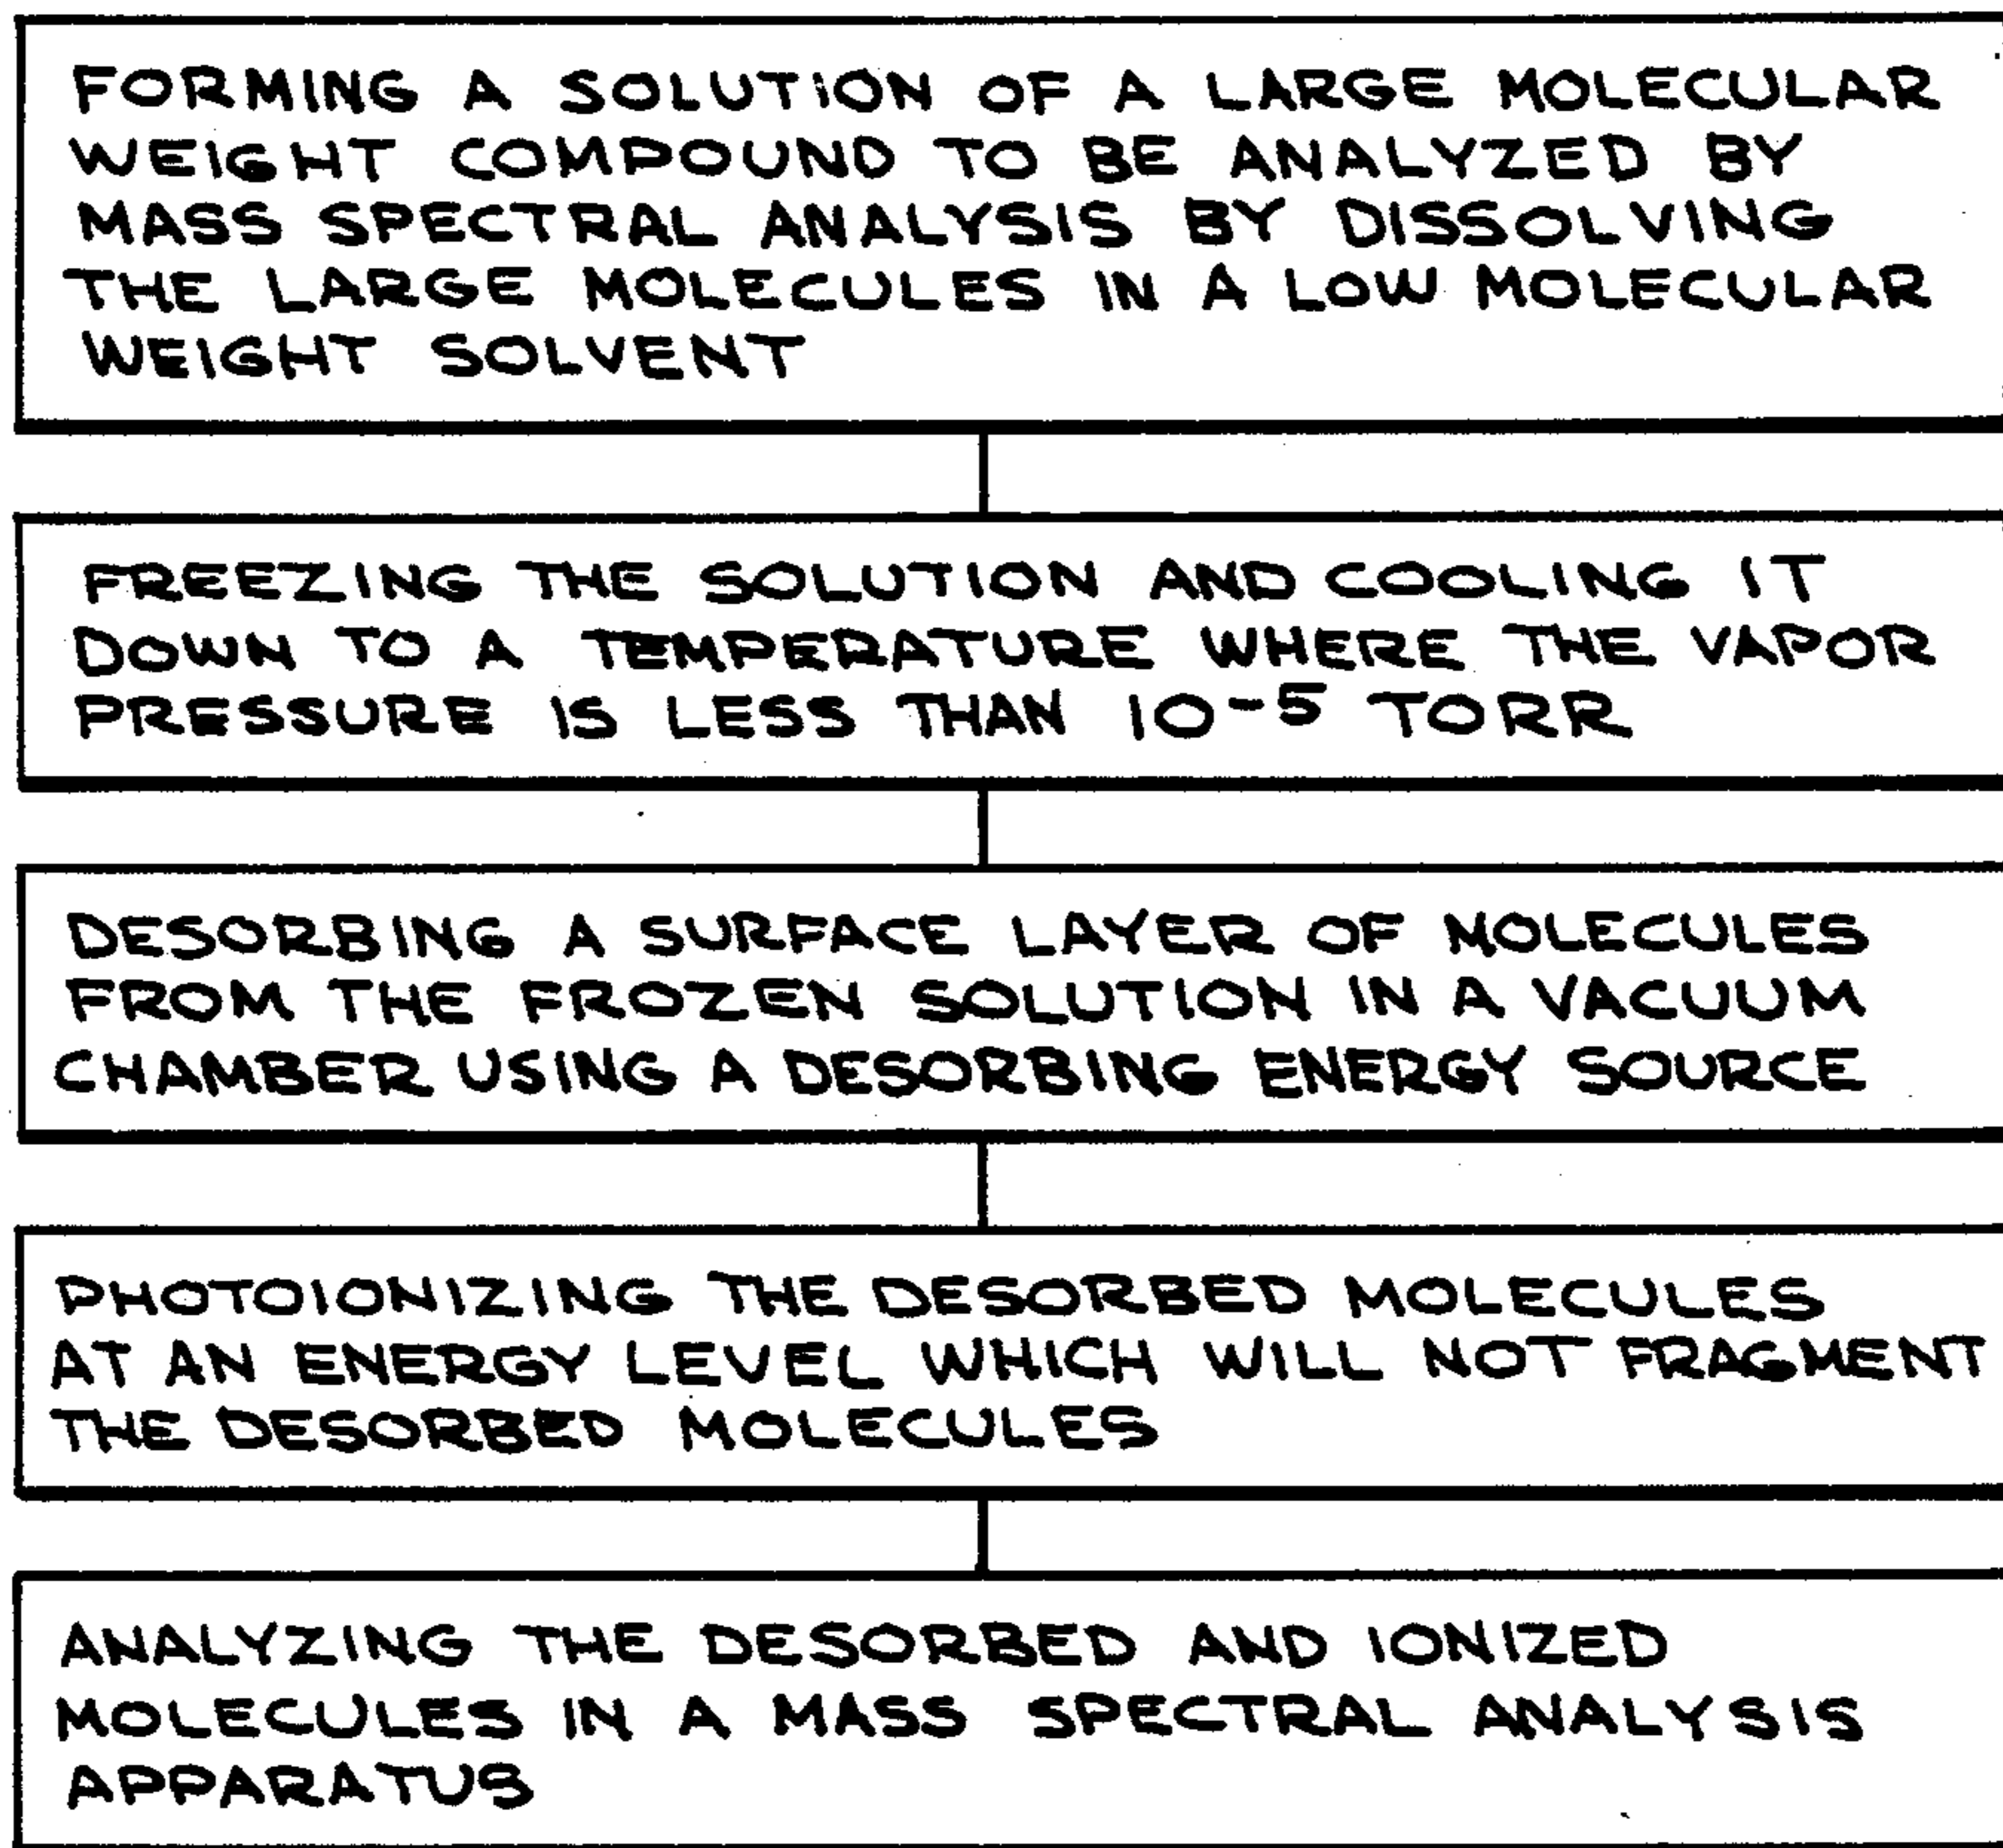 FORMING A SOLUTION OF A LARGE MOLECULAR
WEIGHT COMPOUND TO BE ANALYZED BY
MASS SPECTRAL ANALYSIS BY DISSOLVING
THE LARGE MOLECULES IN A LOW MOLECULAR
WEIGHT SOLVENT
FREEZING THE SOLUTION AND COOLING IT
DOWN TO A TEMPERATURE WHERE THE VAPOR
PRESSURE IS LESS THAN 10-5 TORR
DESORBING A SURFACE LAYER OF MOLECULES
FROM THE FROZEN SOLUTION IN A VACUUM
CHAMBER USING A DESORBING ENERGY SOURCE
PHOTOIONIZING THE DESORBED MOLECULES
AT AN ENERGY LEVEL WHICH WILL NOT FRAGMENT
THE DESORBED MOLECULES
ANALYZING THE DESORBED AND IONIZED
MOLECULES IN A MASS SPECTRAL ANALYSIS
APPARATUS